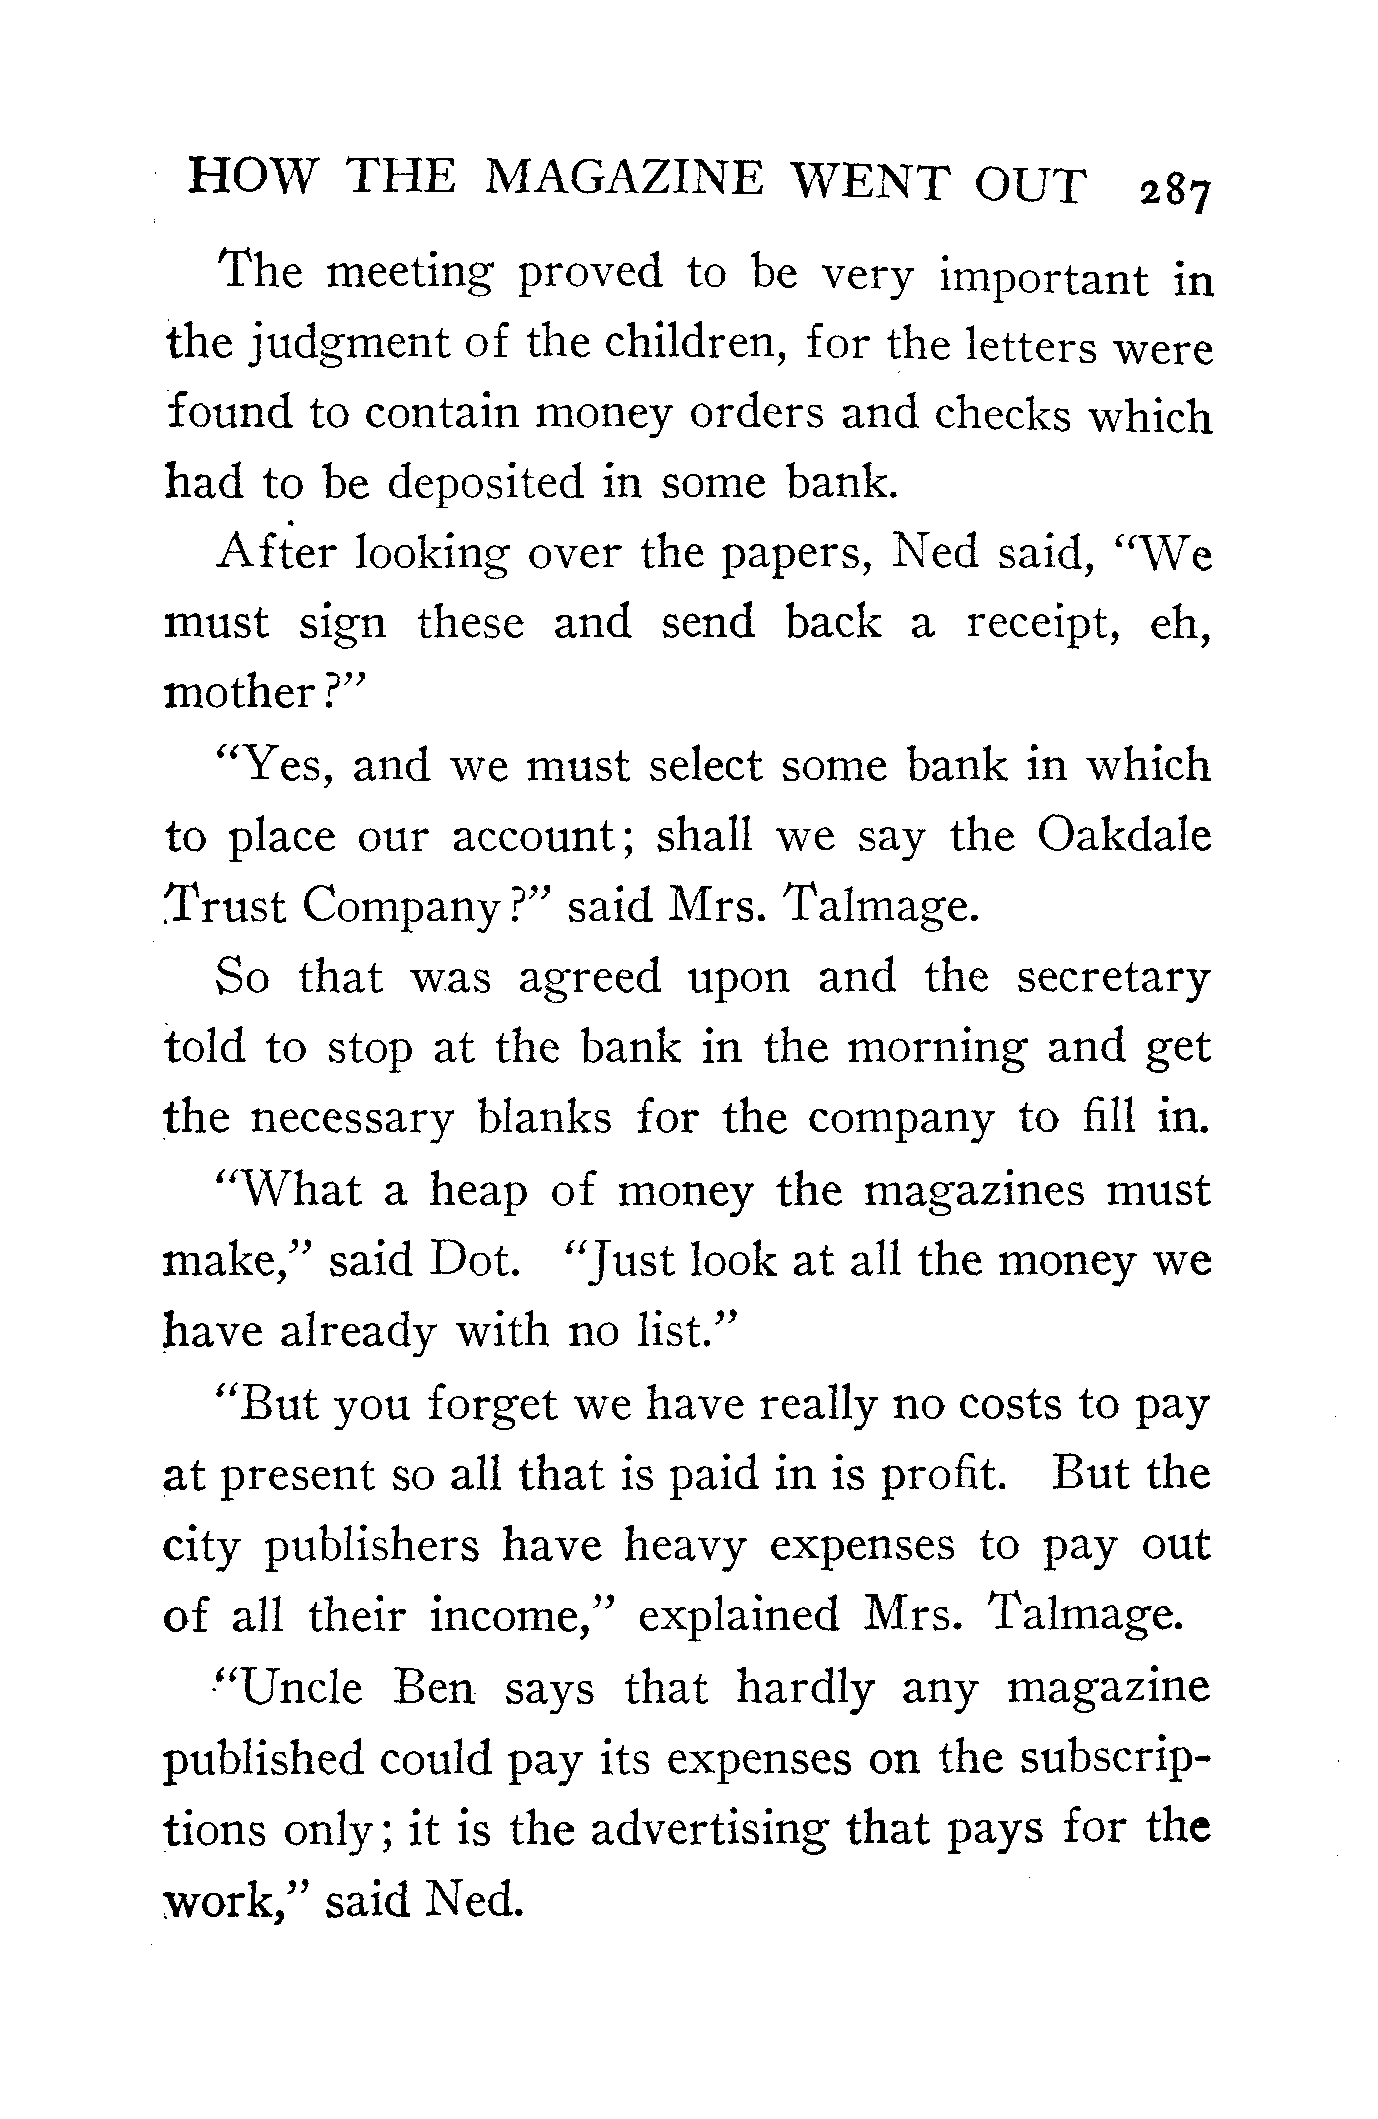 HOW THE MAGAZINE WENT OUT 287
The meeting proved to be very important in
the judgment of the children, for the letters were
found to contain money orders and checks which
had to be deposited in some bank.
After looking over the papers, Ned said, “We
must sign these and send back a receipt, eh,
mother?”
“Yes, and we must select some bank in which
to place our account; shall we say the Oakdale
Trust Company?” said Mrs. Talmage.
So that was agreed upon and the secretary
told to stop at the bank in the morning and get
the necessary blanks for the company to fill in.
“What a heap of money the magazines must
make,” said Dot. “Just look at all the money we
have already with no list.”
“But you forget we have really no costs to pay
at present so all that is paid in is profit. But the
city publishers have heavy expenses to pay out
of all their income,” explained Mrs. Talmage.
“Uncle Ben says that hardly any magazine
published could pay its expenses on the subscrip-
tions only; it is the advertising that pays for the
work,” said Ned.